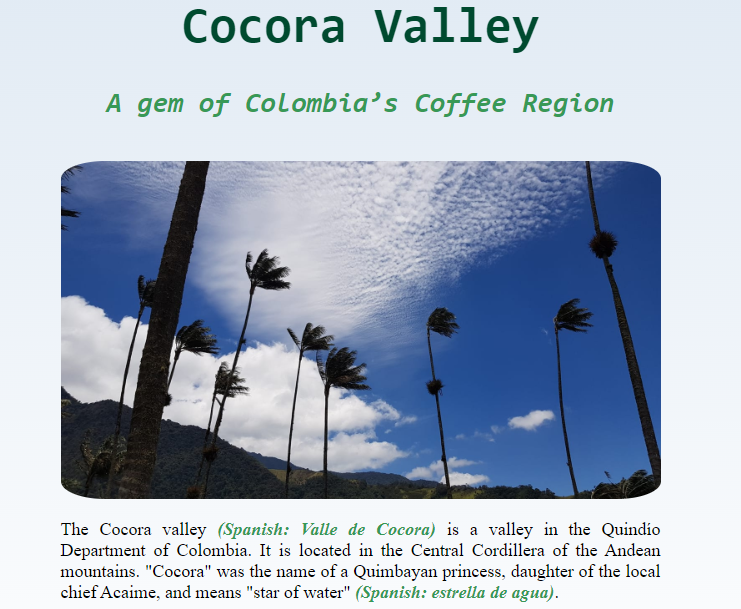 Cocora Valley
A gem of Colombia’s Coffee Region
The Cocora valley (Spanish: Valle de Cocora) is a valley in the Quindío
Department of Colombia. It is located in the Central Cordillera of the Andean
mountains. "Cocora" was the name of a Quimbayan princess, daughter of the local
chief Acaime, and means "star of water" (Spanish: estrella de agua).